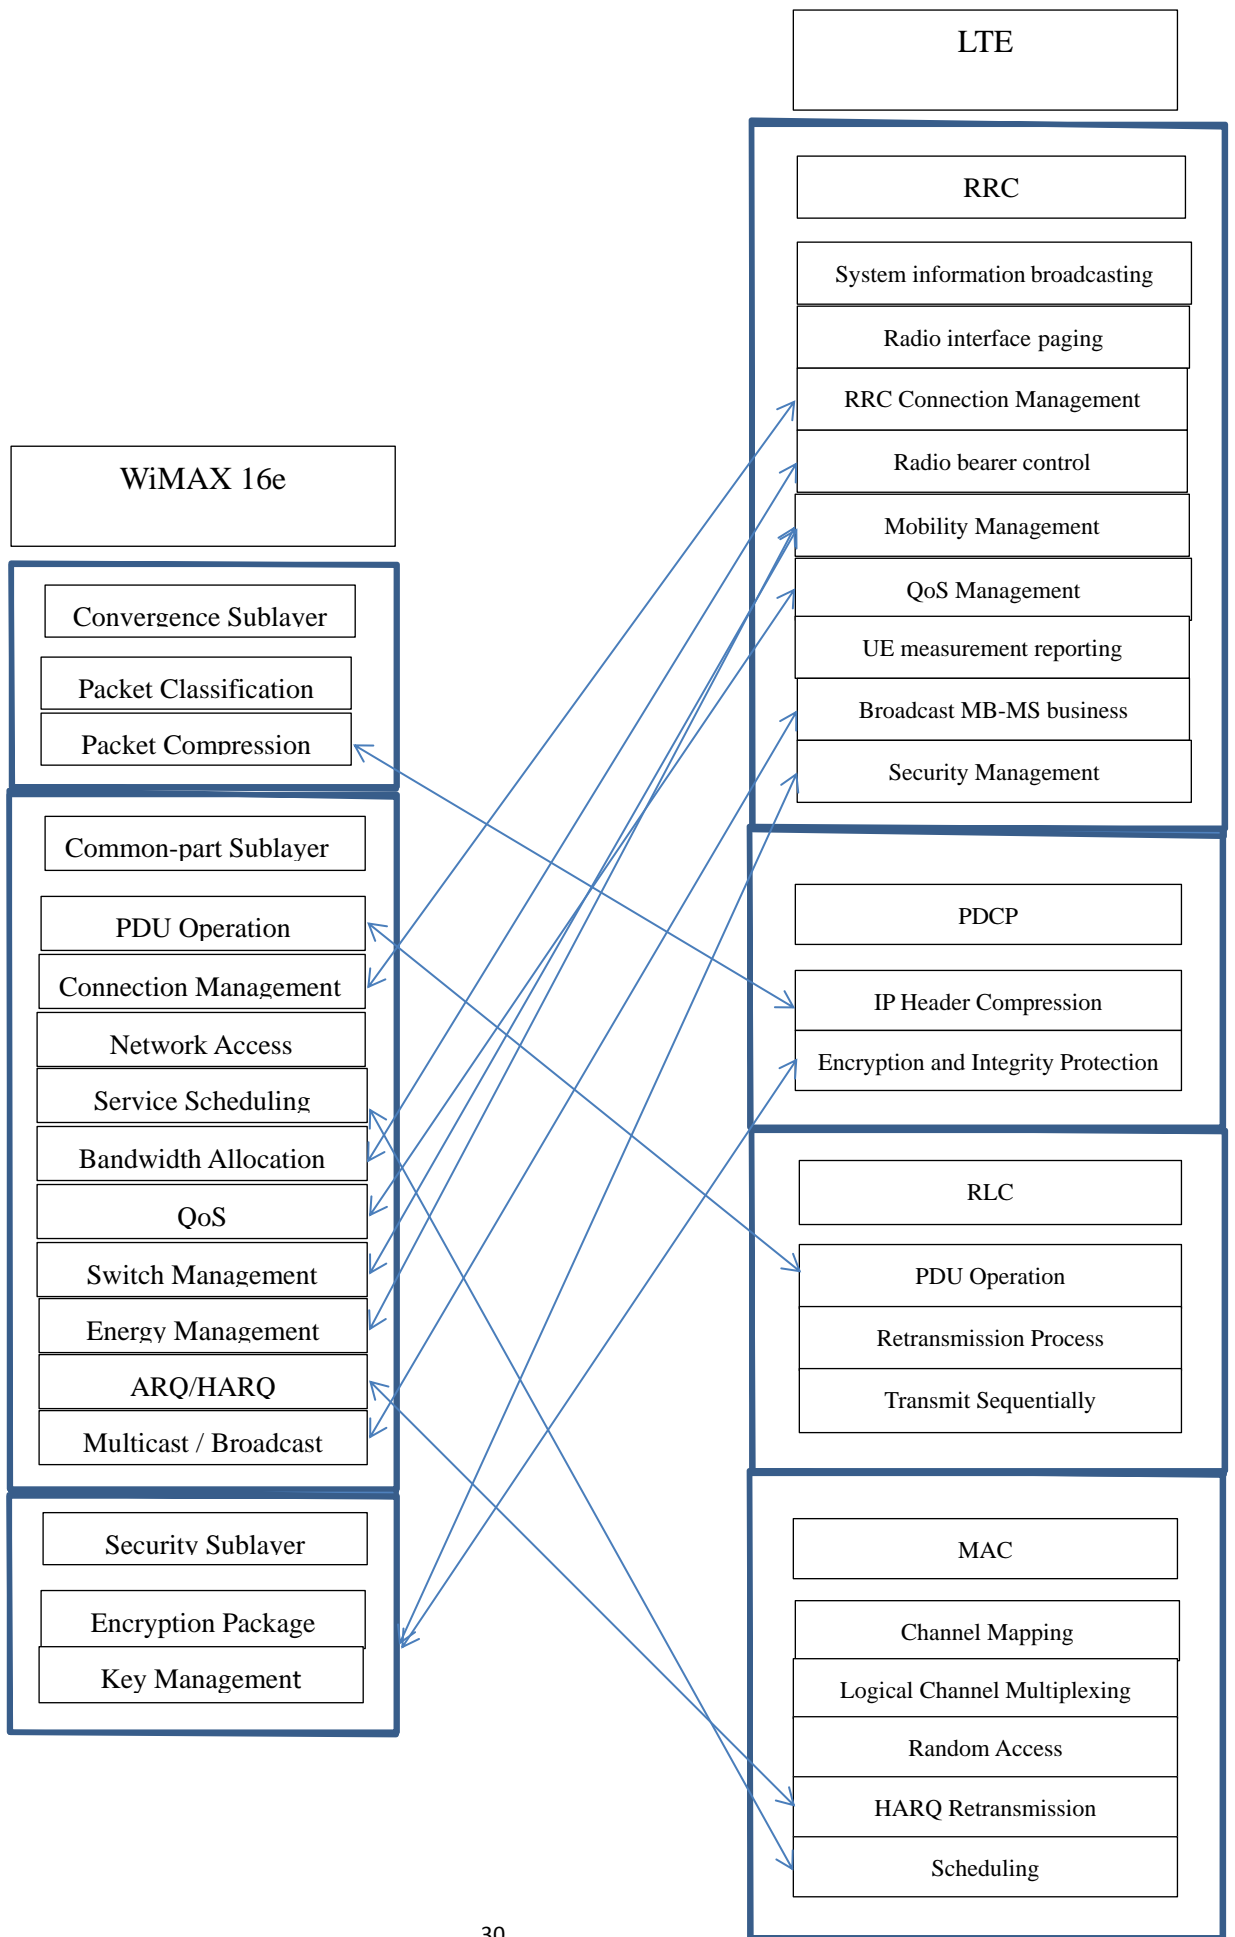 LTE
RRC
System information broadcasting
Radio interface paging
RRC Connection Management
Radio bearer control
Mobility Management
QoS Management
UE measurement reporting
Broadcast MB-MS business
Security Management
PDCP
IP Header Compression
Encryption and Integrity Protection
RLC
PDU Operation
Retransmission Process
Transmit Sequentially
MAC
Channel Mapping
Logical Channel Multiplexing
Random Access
HARQ Retransmission
Scheduling
WiMAX 16e
Convergence Sublayer
Packet Classification
Packet Compression
Common-part Sublayer
PDU Operation
Connection Management
Network Access
Service Scheduling
Bandwidth Allocation
QoS
Switch Management
Energy Management
ARQ/HARQ
Multicast / Broadcast
Security Sublayer
Encryption Package
Key Management
30